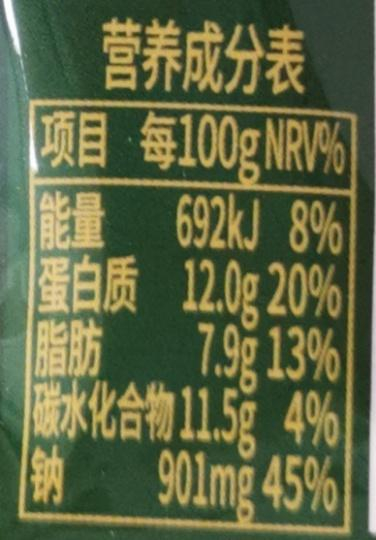 营养成分表
项目 每100g NRV%
能量 692kJ 8%
蛋白质 12.0g 20%
脂肪 7.9g 13%
碳水化合物 11.5g 4%
钠 901mg 45%